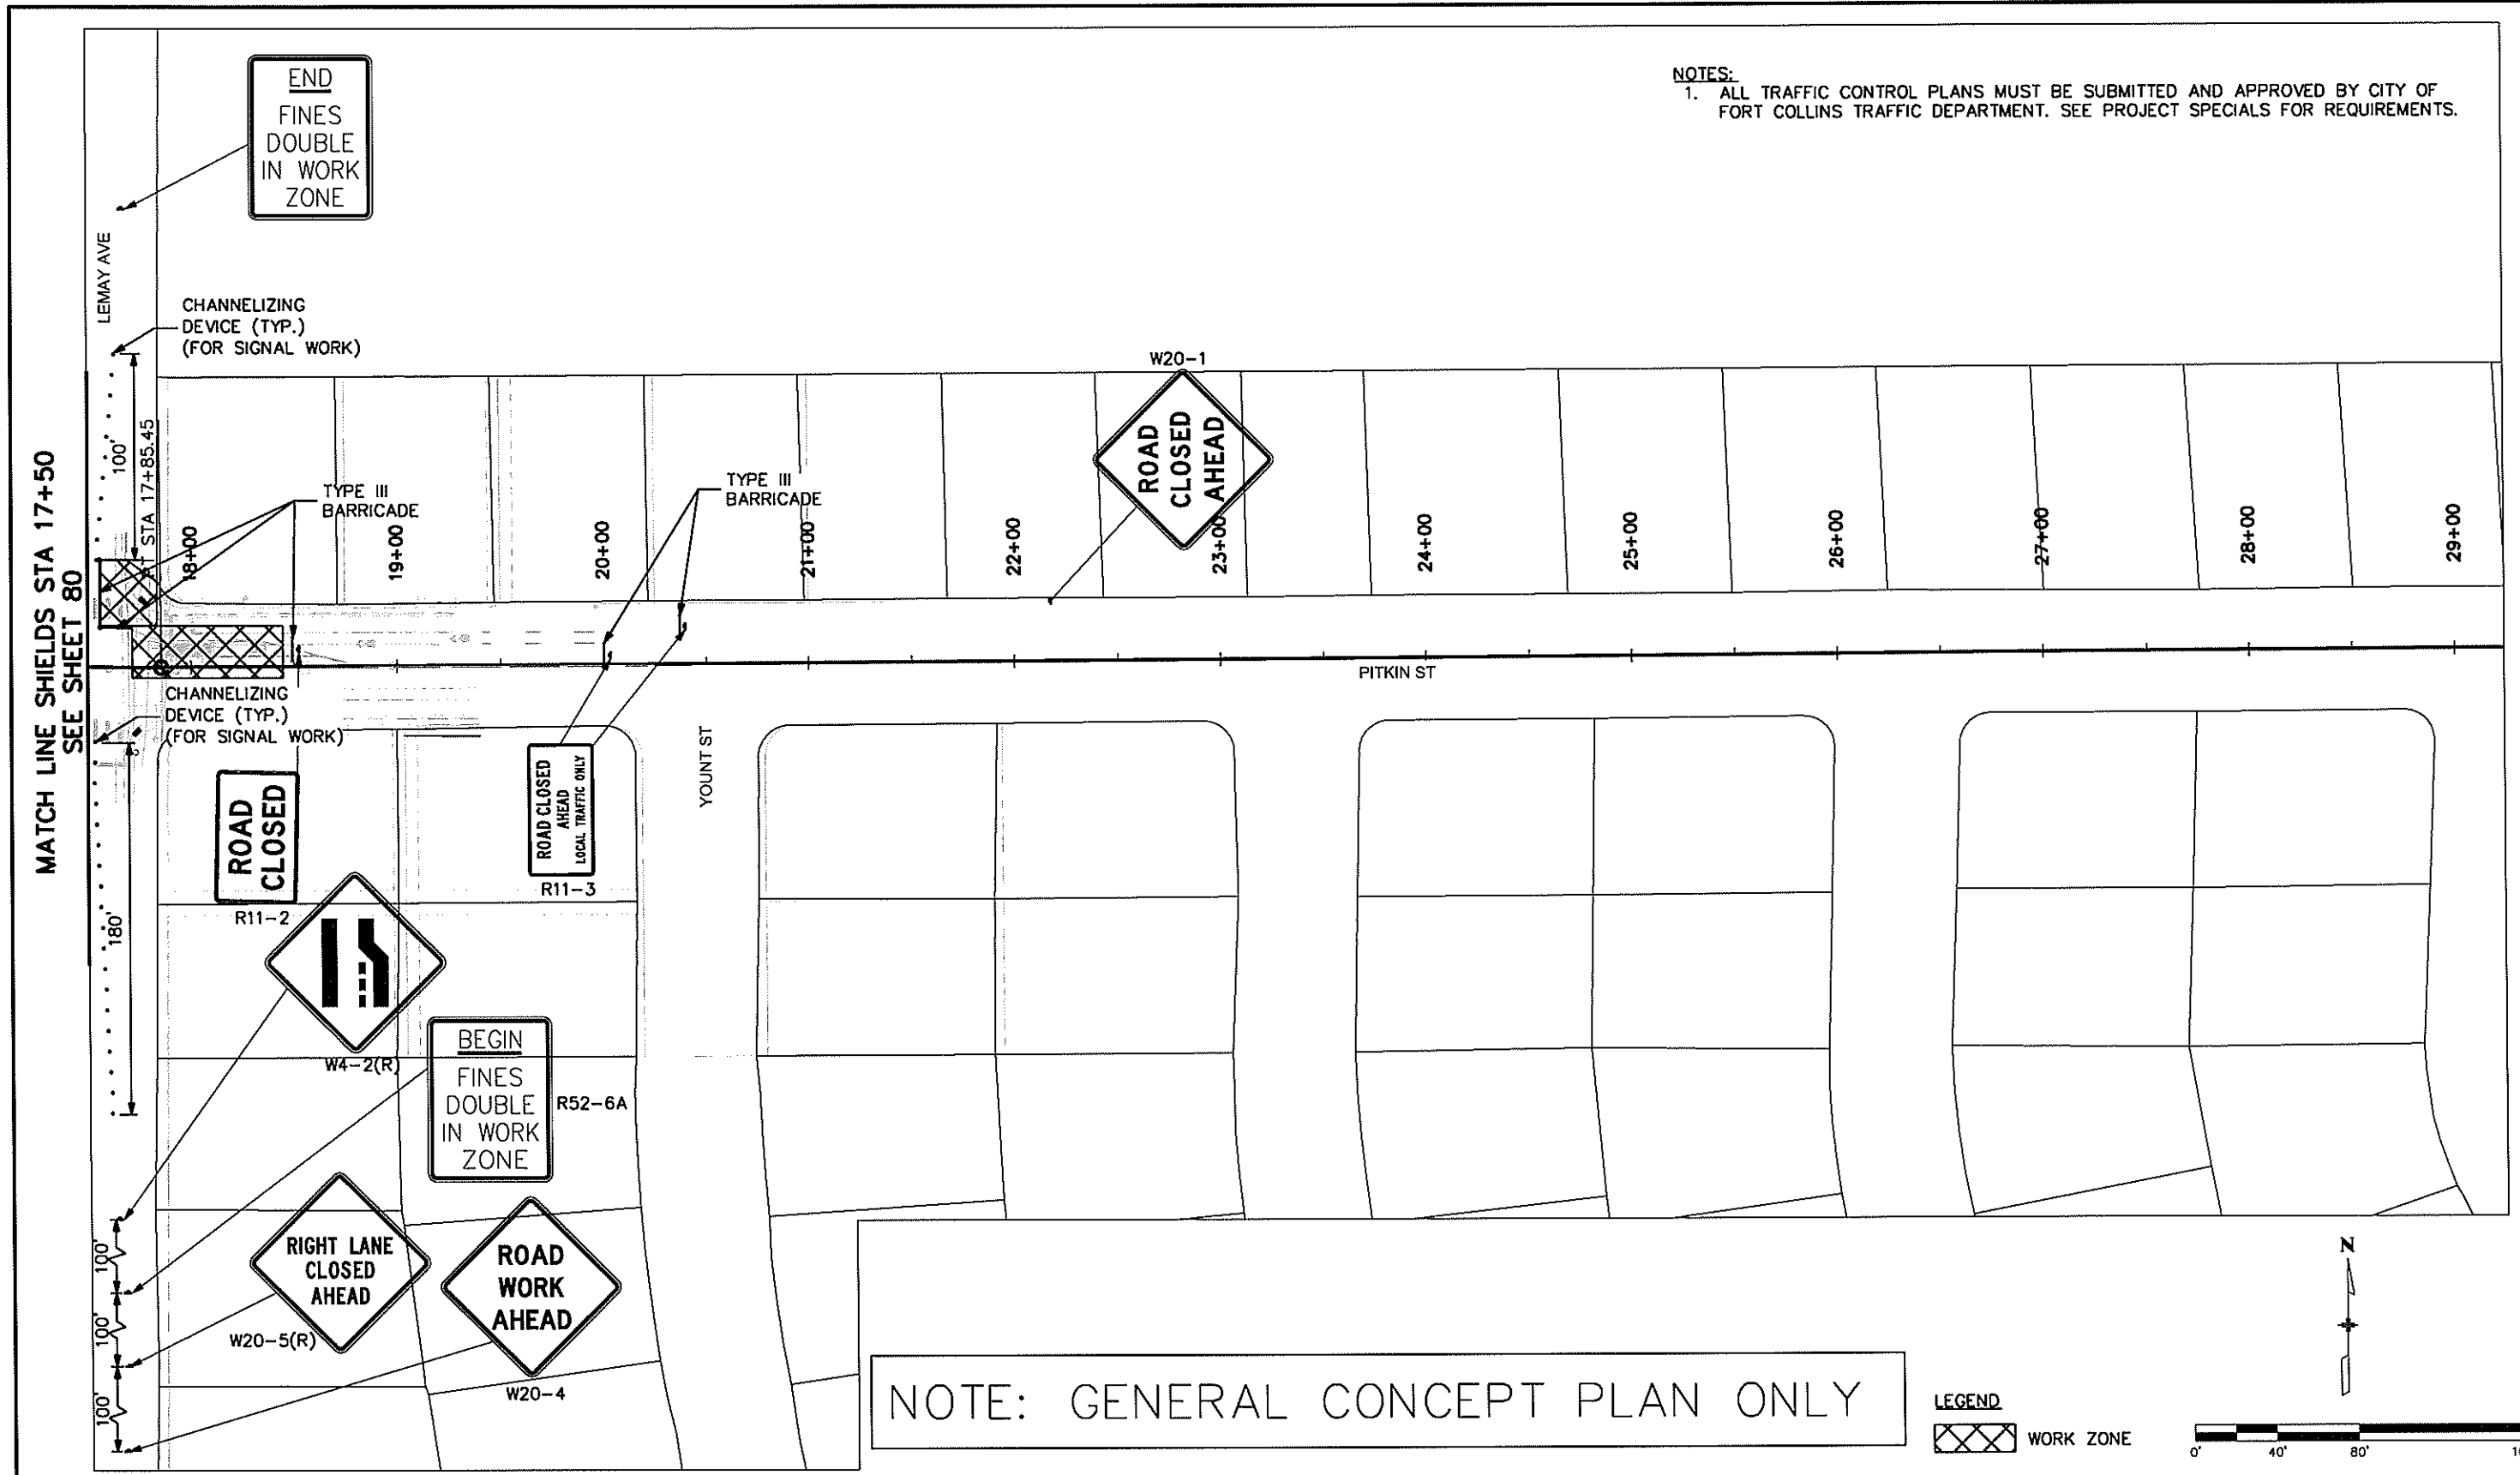 END
FINES
DOUBLE
IN WORK
ZONE
NOTES:
1. ALL TRAFFIC CONTROL PLANS MUST BE SUBMITTED AND APPROVED BY CITY OF
FORT COLLINS TRAFFIC DEPARTMENT. SEE PROJECT SPECIALS FOR REQUIREMENTS.
LEMAY AVE
CHANNELIZING
DEVICE (TYP.)
(FOR SIGNAL WORK)
100'
STA 17+85.45
MATCH LINE SHIELDS STA 17+50
SEE SHEET 80
TYPE III
BARRICADE
TYPE III
BARRICADE
W20-1
ROAD
CLOSED
AHEAD
18+00
19+00
20+00
21+00
22+00
23+00
24+00
25+00
26+00
27+00
28+00
29+00
PITKIN ST
CHANNELIZING
DEVICE (TYP.)
(FOR SIGNAL WORK)
YOUNT ST
ROAD
CLOSED
R11-2
ROAD CLOSED
AHEAD
LOCAL TRAFFIC ONLY
R11-3
180'
W4-2(R)
BEGIN
FINES
DOUBLE
IN WORK
ZONE
R52-6A
100'
100'
100'
RIGHT LANE
CLOSED
AHEAD
W20-5(R)
ROAD
WORK
AHEAD
W20-4
NOTE: GENERAL CONCEPT PLAN ONLY
N
LEGEND
WORK ZONE
0' 40' 80'